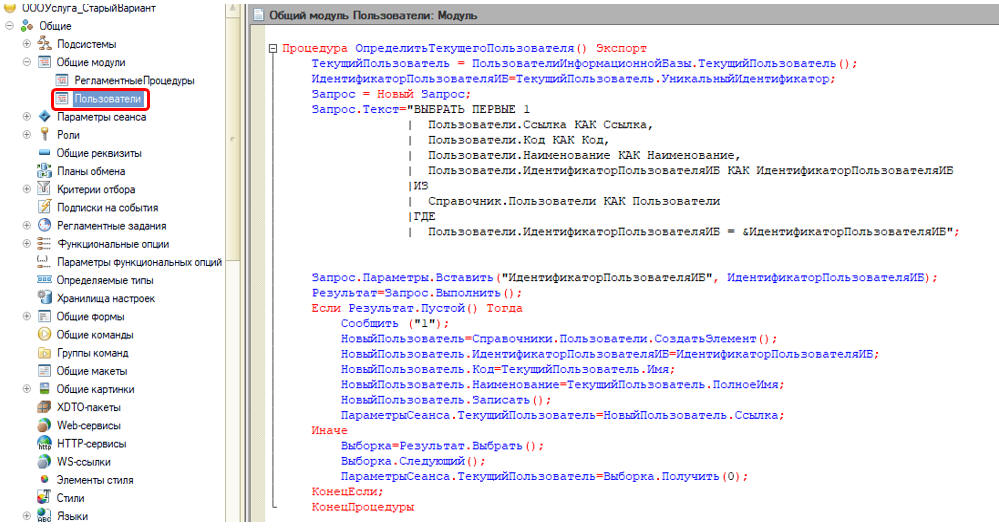 ОООУслуга_СтарыйВариант
Общие
Подсистемы
Общие модули
РегламентныеПроцедуры
Пользователи
Параметры сеанса
Роли
Общие реквизиты
Планы обмена
Критерии отбора
Подписки на события
Регламентные задания
Функциональные опции
Параметры функциональных опций
Определяемые типы
Хранилища настроек
Общие формы
Общие команды
Группы команд
Общие макеты
Общие картинки
XDTO-пакеты
Web-сервисы
HTTP-сервисы
WS-ссылки
Элементы стиля
Стили
Языки
Общий модуль Пользователи: Модуль
Процедура ОпределитьТекущегоПользователя() Экспорт
ТекущийПользователь = ПользователиИнформационнойБазы.ТекущийПользователь();
ИдентификаторПользователяИБ=ТекущийПользователь.УникальныйИдентификатор;
Запрос = Новый Запрос;
Запрос.Текст="ВЫБРАТЬ ПЕРВЫЕ 1
| Пользователи.Ссылка КАК Ссылка,
| Пользователи.Код КАК Код,
| Пользователи.Наименование КАК Наименование,
| Пользователи.ИдентификаторПользователяИБ КАК ИдентификаторПользователяИБ
|ИЗ
| Справочник.Пользователи КАК Пользователи
|ГДЕ
| Пользователи.ИдентификаторПользователяИБ = &ИдентификаторПользователяИБ";
Запрос.Параметры.Вставить("ИдентификаторПользователяИБ", ИдентификаторПользователяИБ);
Результат=Запрос.Выполнить();
Если Результат.Пустой() Тогда
Сообщить ("1");
НовыйПользователь=Справочники.Пользователи.СоздатьЭлемент();
НовыйПользователь.ИдентификаторПользователяИБ=ИдентификаторПользователяИБ;
НовыйПользователь.Код=ТекущийПользователь.Имя;
НовыйПользователь.Наименование=ТекущийПользователь.ПолноеИмя;
НовыйПользователь.Записать();
ПараметрыСеанса.ТекущийПользователь=НовыйПользователь.Ссылка;
Иначе
Выборка=Результат.Выбрать();
Выборка.Следующий();
ПараметрыСеанса.ТекущийПользователь=Выборка.Получить(0);
КонецЕсли;
КонецПроцедуры